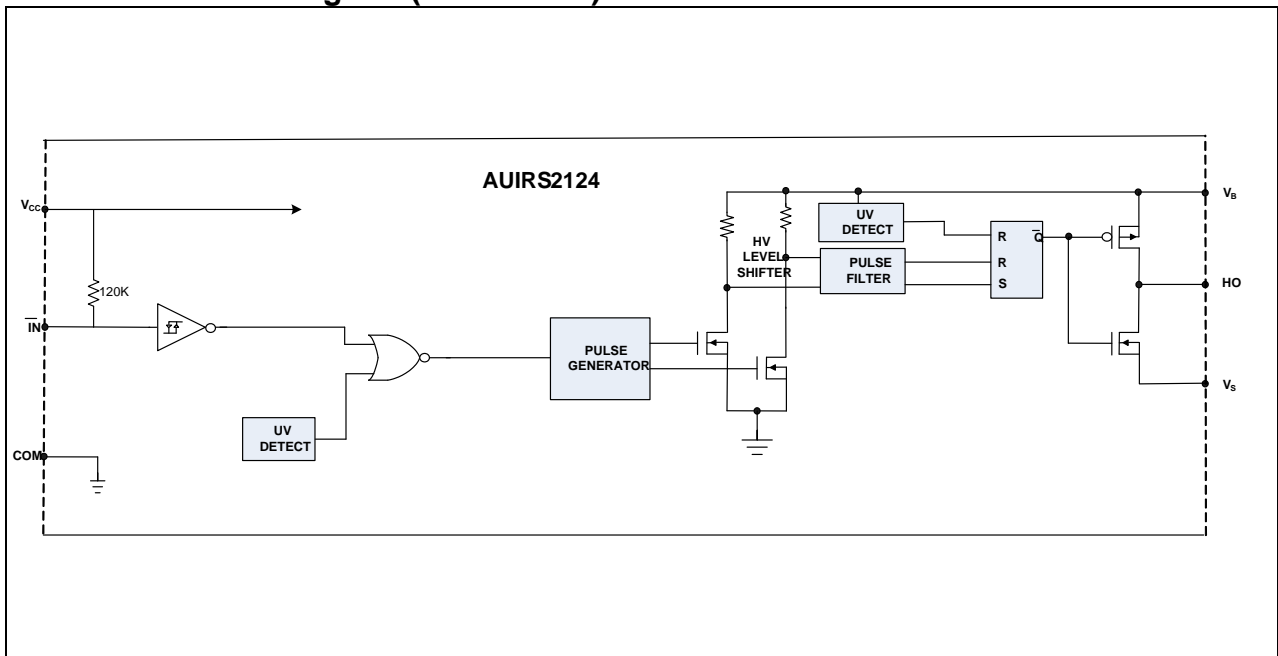 AUIRS2124
VCC
120K
IN
COM
UV
DETECT
PULSE
GENERATOR
HV
LEVEL
SHIFTER
UV
DETECT
PULSE
FILTER
R
R
S
Q
VB
HO
VS